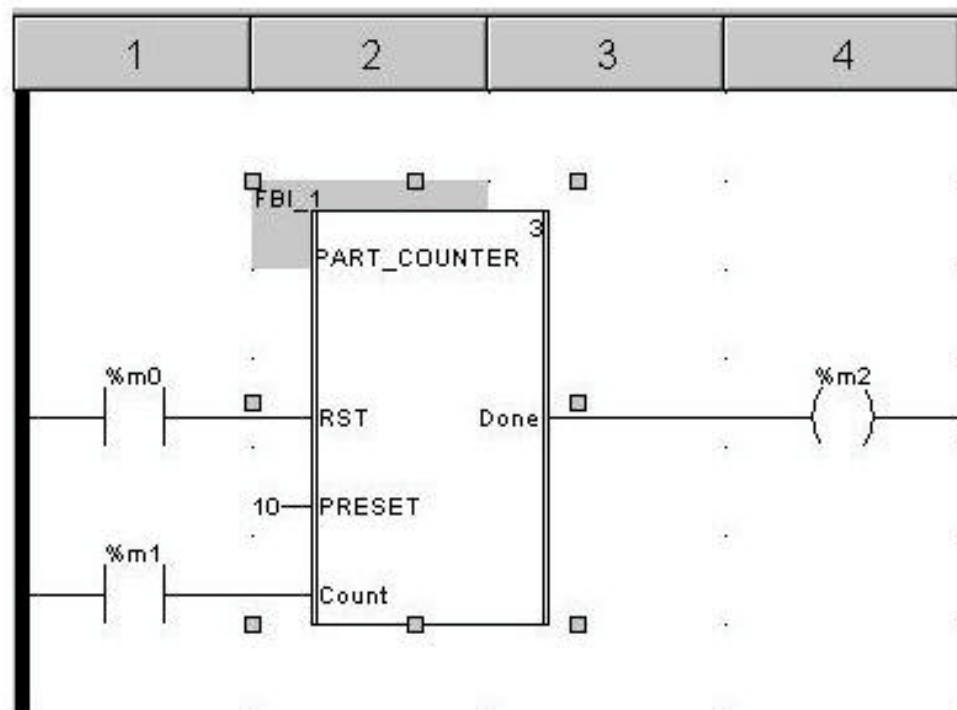 1 2 3 4
FBI_1
3
PART_COUNTER
%m0 %m2
RST Done
10 PRESET
%m1
Count